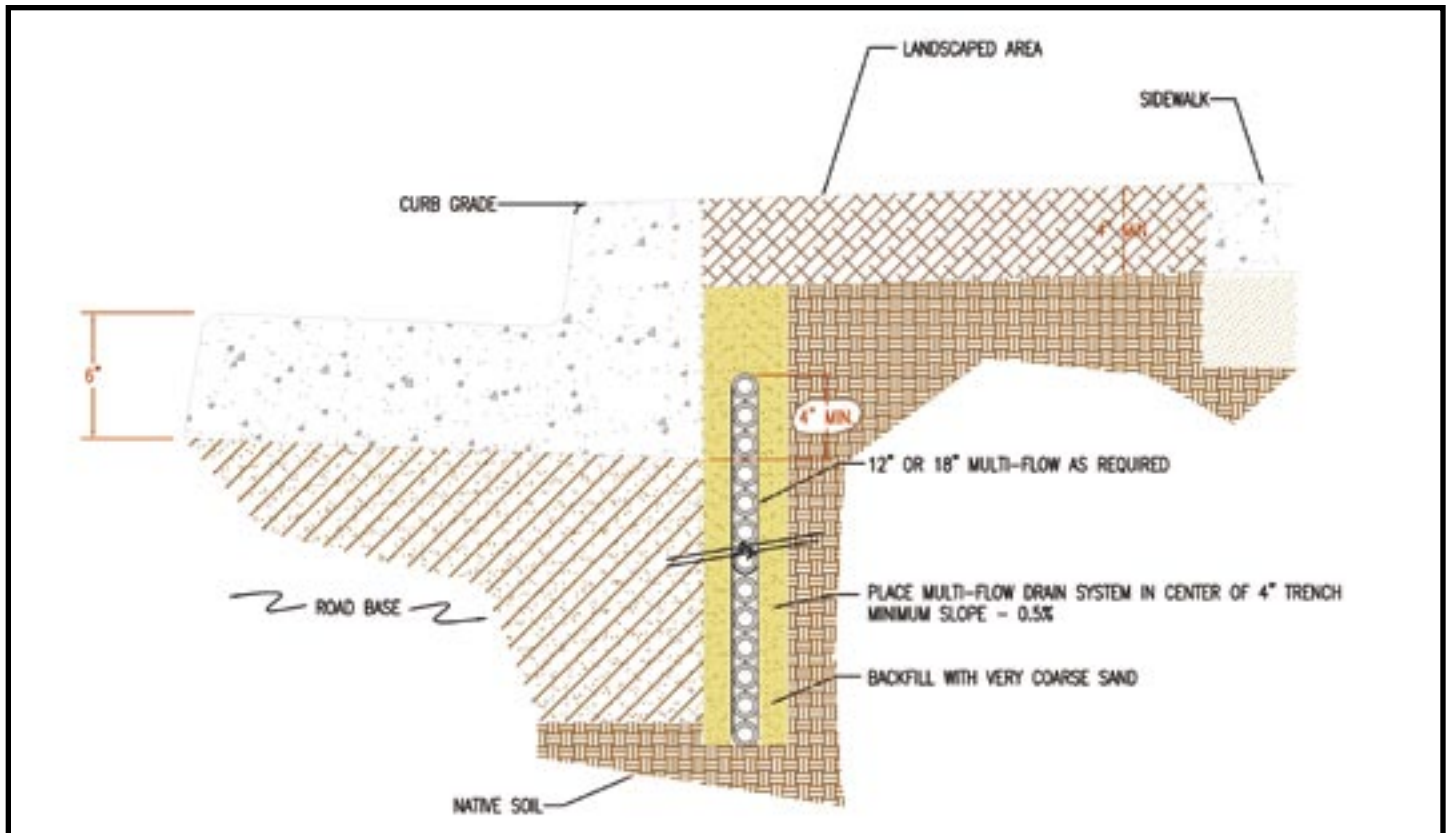 LANDSCAPED AREA
SIDEWALK
CURB GRADE
4" MIN
6"
4" MIN.
12" OR 18" MULTI-FLOW AS REQUIRED
PLACE MULTI-FLOW DRAIN SYSTEM IN CENTER OF 4" TRENCH
MINIMUM SLOPE - 0.5%
ROAD BASE
BACKFILL WITH VERY COARSE SAND
NATIVE SOIL